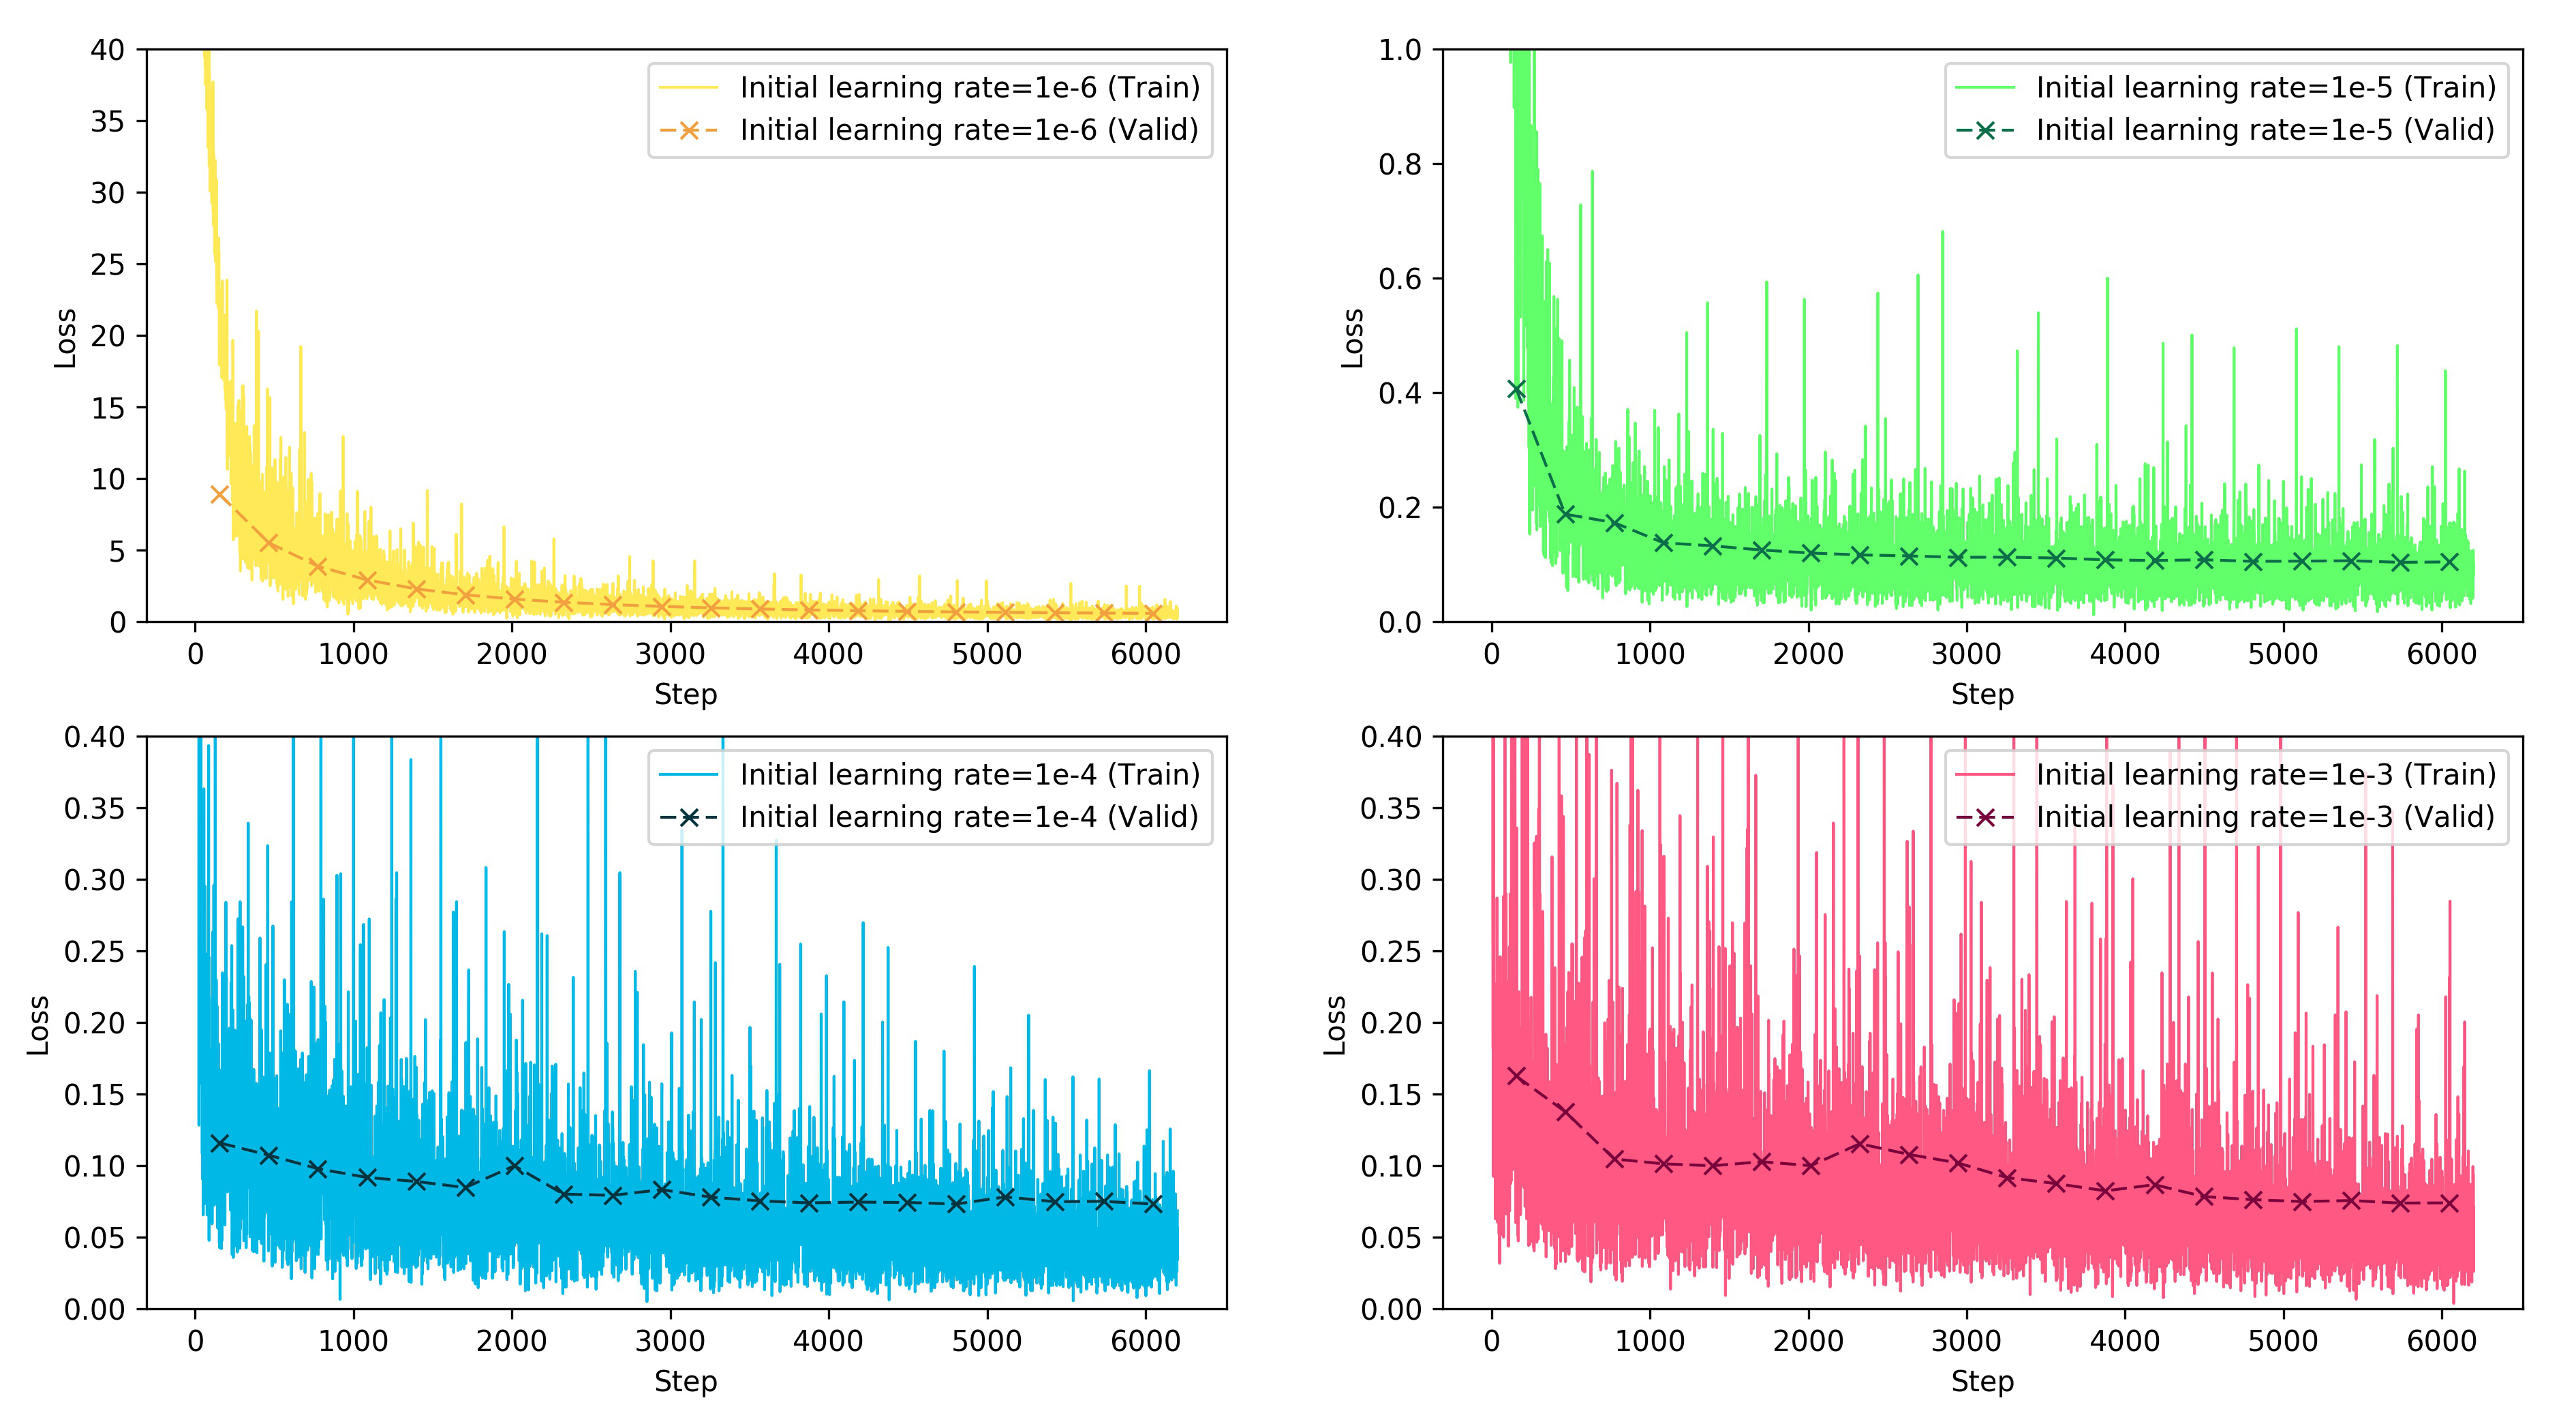 40
35
30
25
20
15
10
5
0
Loss
0 1000 2000 3000 4000 5000 6000
Step
Initial learning rate=1e-6 (Train)
Initial learning rate=1e-6 (Valid)
1.0
0.8
0.6
0.4
0.2
0.0
Loss
0 1000 2000 3000 4000 5000 6000
Step
Initial learning rate=1e-5 (Train)
Initial learning rate=1e-5 (Valid)
0.40
0.35
0.30
0.25
0.20
0.15
0.10
0.05
0.00
Loss
0 1000 2000 3000 4000 5000 6000
Step
Initial learning rate=1e-4 (Train)
Initial learning rate=1e-4 (Valid)
0.40
0.35
0.30
0.25
0.20
0.15
0.10
0.05
0.00
Loss
0 1000 2000 3000 4000 5000 6000
Step
Initial learning rate=1e-3 (Train)
Initial learning rate=1e-3 (Valid)